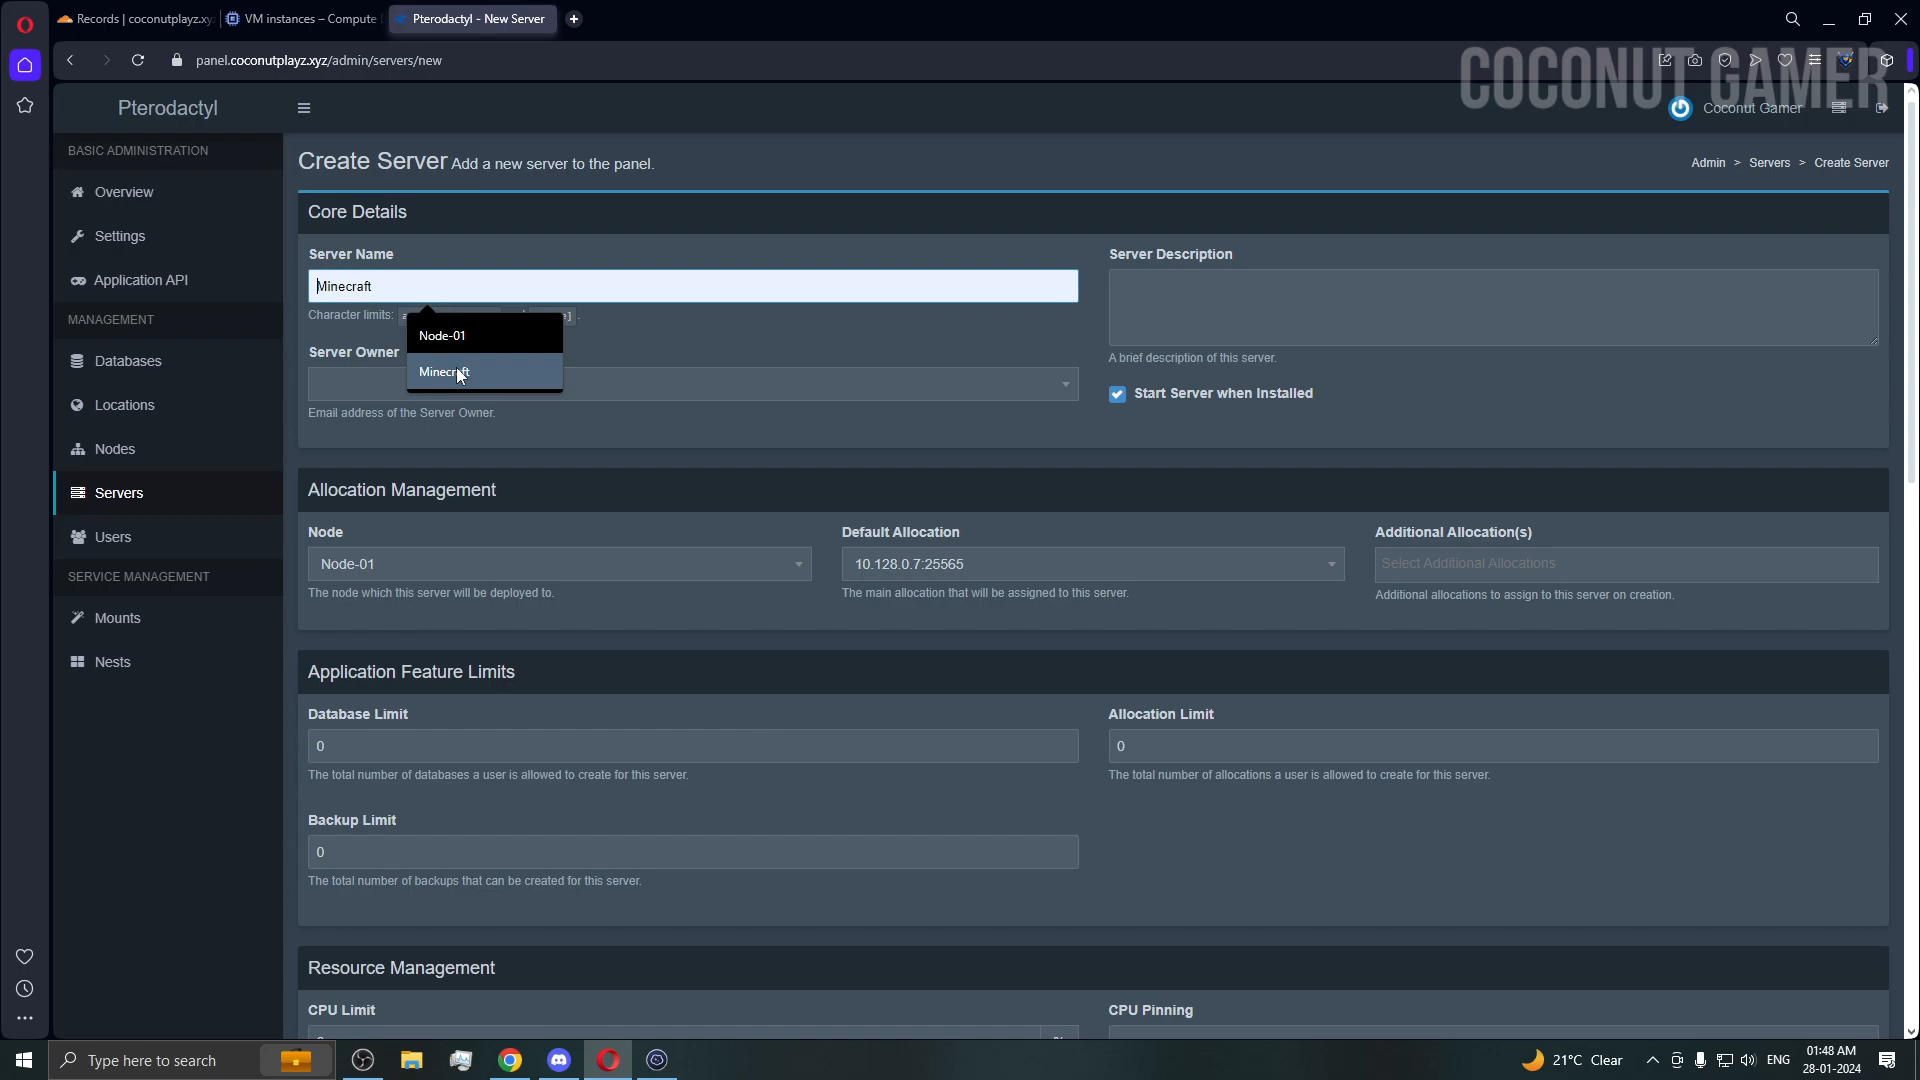 Records | coconutplayz.xy
VM instances – Compute
Pterodactyl - New Server
panel.coconutplayz.xyz/admin/servers/new
COCONUT GAMER
Pterodactyl
Coconut Gamer
BASIC ADMINISTRATION
Overview
Settings
Application API
MANAGEMENT
Databases
Locations
Nodes
Servers
Users
SERVICE MANAGEMENT
Mounts
Nests
Create Server Add a new server to the panel.
Admin > Servers > Create Server
Core Details
Server Name
Minecraft
Character limits:
Node-01
Minecraft
Server Owner
Email address of the Server Owner.
Server Description
A brief description of this server.
Start Server when Installed
Allocation Management
Node
Node-01
The node which this server will be deployed to.
Default Allocation
10.128.0.7:25565
The main allocation that will be assigned to this server.
Additional Allocation(s)
Select Additional Allocations
Additional allocations to assign to this server on creation.
Application Feature Limits
Database Limit
0
The total number of databases a user is allowed to create for this server.
Allocation Limit
0
The total number of allocations a user is allowed to create for this server.
Backup Limit
0
The total number of backups that can be created for this server.
Resource Management
CPU Limit
CPU Pinning
Type here to search
21°C Clear
ENG
01:48 AM
28-01-2024